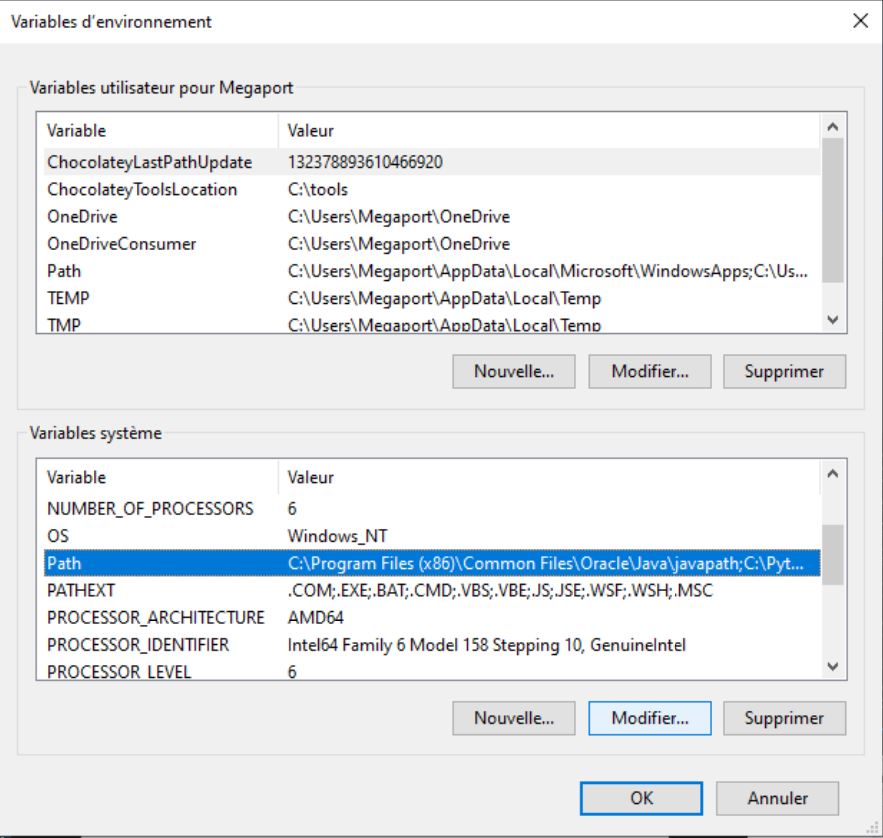 Variables d'environnement
Variables utilisateur pour Megaport
Variable Valeur
ChocolateyLastPathUpdate 132378893610466920
ChocolateyToolsLocation C:\tools
OneDrive C:\Users\Megaport\OneDrive
OneDriveConsumer C:\Users\Megaport\OneDrive
Path C:\Users\Megaport\AppData\Local\Microsoft\WindowsApps;C:\Us...
TEMP C:\Users\Megaport\AppData\Local\Temp
TMP C:\Users\Megaport\AppData\Local\Temp
Nouvelle... Modifier... Supprimer
Variables système
Variable Valeur
NUMBER_OF_PROCESSORS 6
OS Windows_NT
Path C:\Program Files (x86)\Common Files\Oracle\Java\javapath;C:\Pyt...
PATHEXT .COM;.EXE;.BAT;.CMD;.VBS;.VBE;.JS;.JSE;.WSF;.WSH;.MSC
PROCESSOR_ARCHITECTURE AMD64
PROCESSOR_IDENTIFIER Intel64 Family 6 Model 158 Stepping 10, GenuineIntel
PROCESSOR_LEVEL 6
Nouvelle... Modifier... Supprimer
OK Annuler